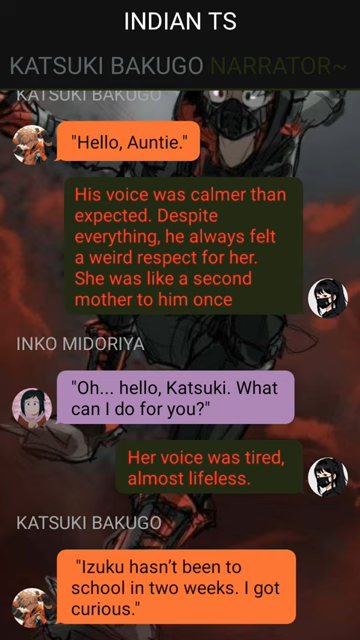 INDIAN TS
KATSUKI BAKUGO NARRATOR~
KATSUKI BAKUGO
"Hello, Auntie."
His voice was calmer than
expected. Despite
everything, he always felt
a weird respect for her.
She was like a second
mother to him once
INKO MIDORIYA
"Oh... hello, Katsuki. What
can I do for you?"
Her voice was tired,
almost lifeless.
KATSUKI BAKUGO
"Izuku hasn’t been to
school in two weeks. I got
curious."